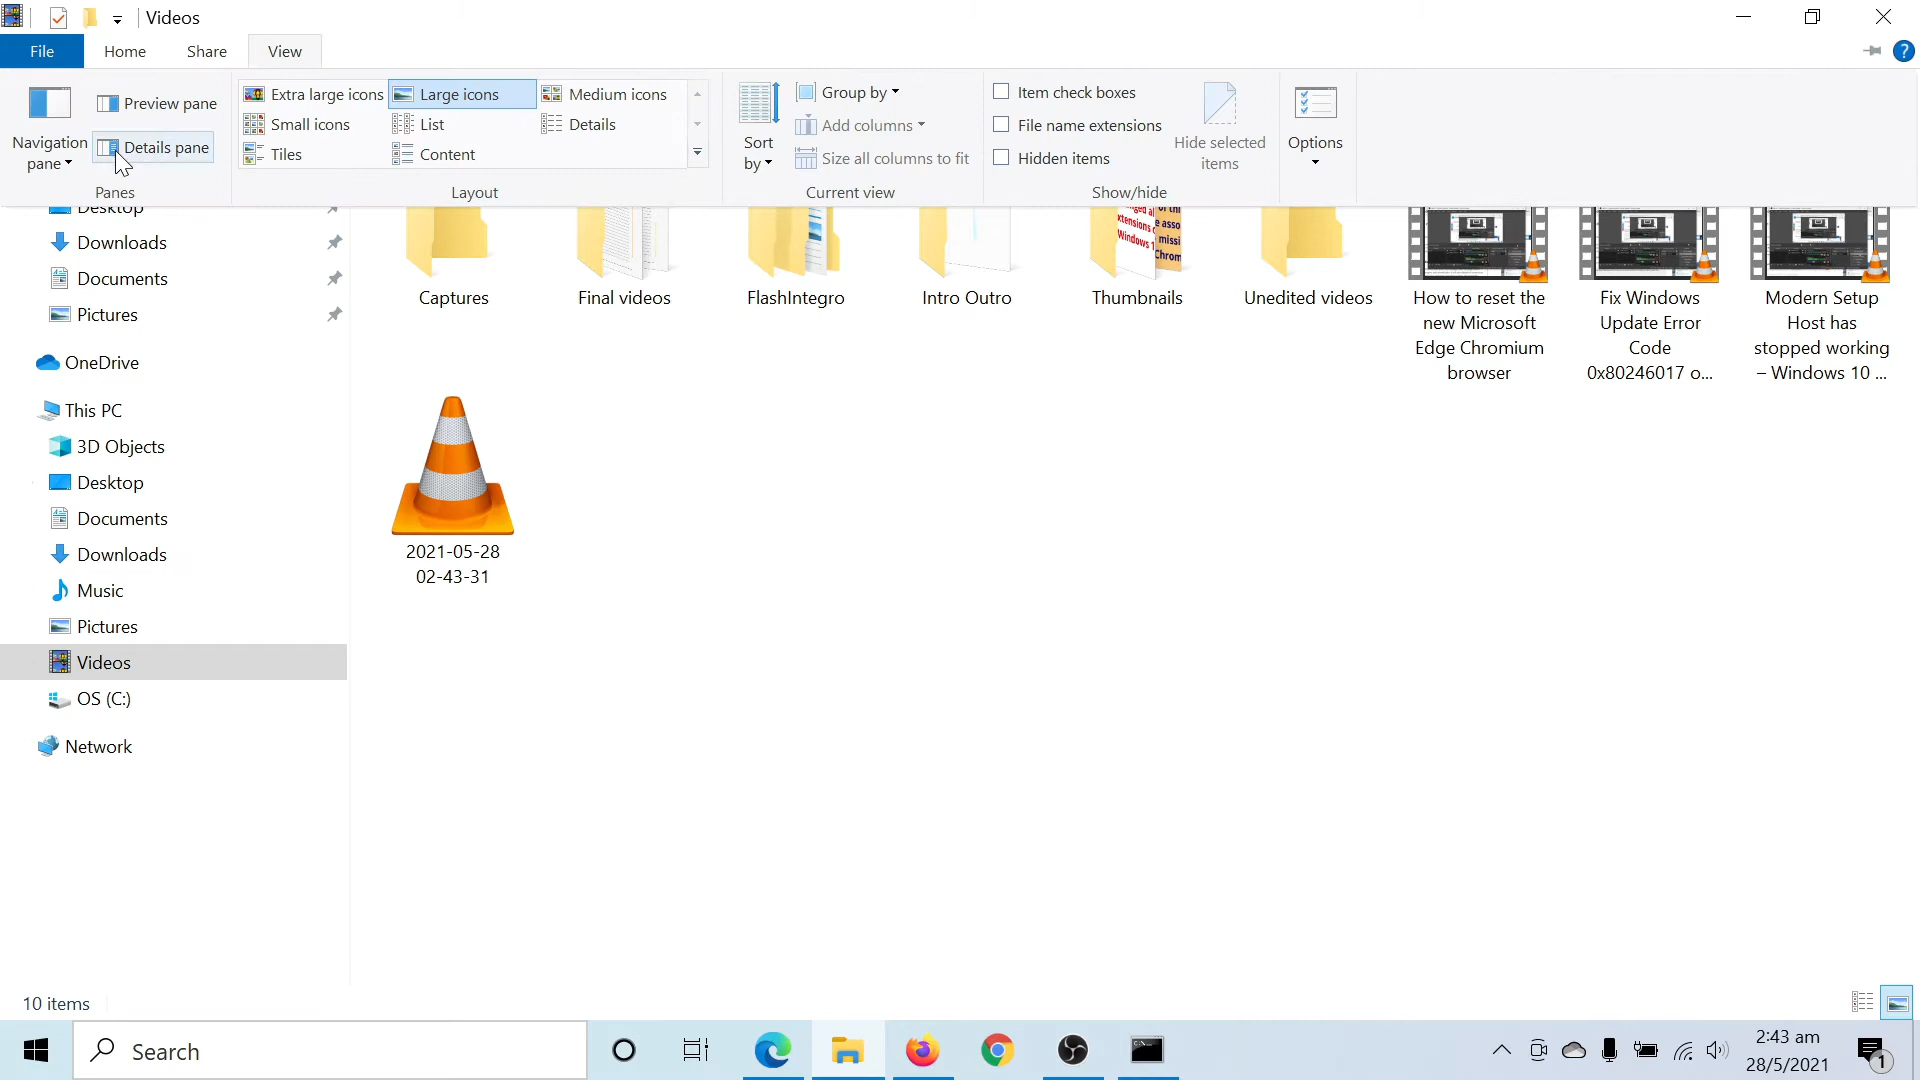 Videos
File
Home
Share
View
Navigation
pane
Preview pane
Details pane
Panes
Extra large icons
Large icons
Medium icons
Small icons
List
Details
Tiles
Content
Layout
Sort
by
Group by
Add columns
Size all columns to fit
Current view
Item check boxes
File name extensions
Hidden items
Hide selected
items
Show/hide
Options
Desktop
Downloads
Documents
Pictures
OneDrive
This PC
3D Objects
Desktop
Documents
Downloads
Music
Pictures
Videos
OS (C:)
Network
Captures
Final videos
FlashIntegro
Intro Outro
Thumbnails
Unedited videos
How to reset the
new Microsoft
Edge Chromium
browser
Fix Windows
Update Error
Code
0x80246017 o...
Modern Setup
Host has
stopped working
– Windows 10 ...
2021-05-28
02-43-31
10 items
Search
2:43 am
28/5/2021
1